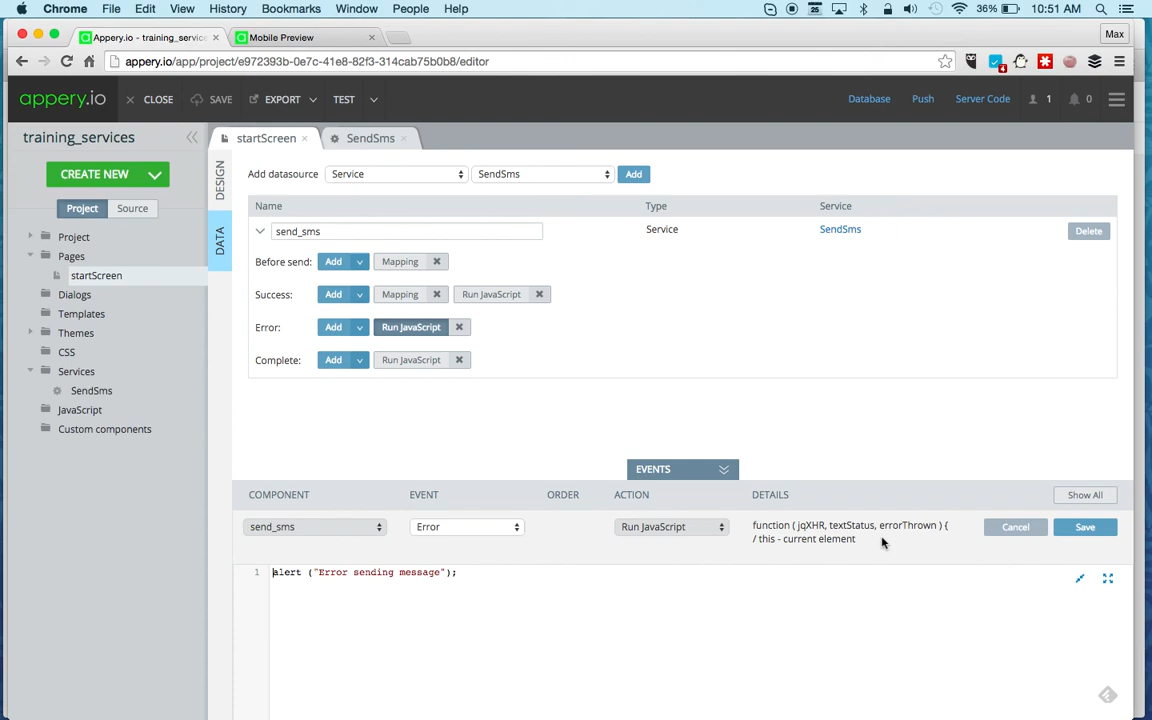 Chrome File Edit View History Bookmarks Window People Help 25 36% 10:51 AM
Appery.io - training_service Mobile Preview Max
appery.io/app/project/e972393b-0e7c-41e8-82f3-314cab75b0b8/editor 4
appery.io CLOSE SAVE EXPORT TEST Database Push Server Code 1 0
training_services startScreen SendSms
CREATE NEW DESIGN Add datasource Service SendSms Add
Project Source Name Type Service
DATA send_sms Service SendSms Delete
Project
Pages Before send: Add Mapping
startScreen
Dialogs Success: Add Mapping Run JavaScript
Templates
Themes Error: Add Run JavaScript
CSS Complete: Add Run JavaScript
Services
SendSms
JavaScript
Custom components
EVENTS
COMPONENT EVENT ORDER ACTION DETAILS Show All
send_sms Error Run JavaScript function ( jqXHR, textStatus, errorThrown ) { Cancel Save
/ this - current element
1 alert ("Error sending message");